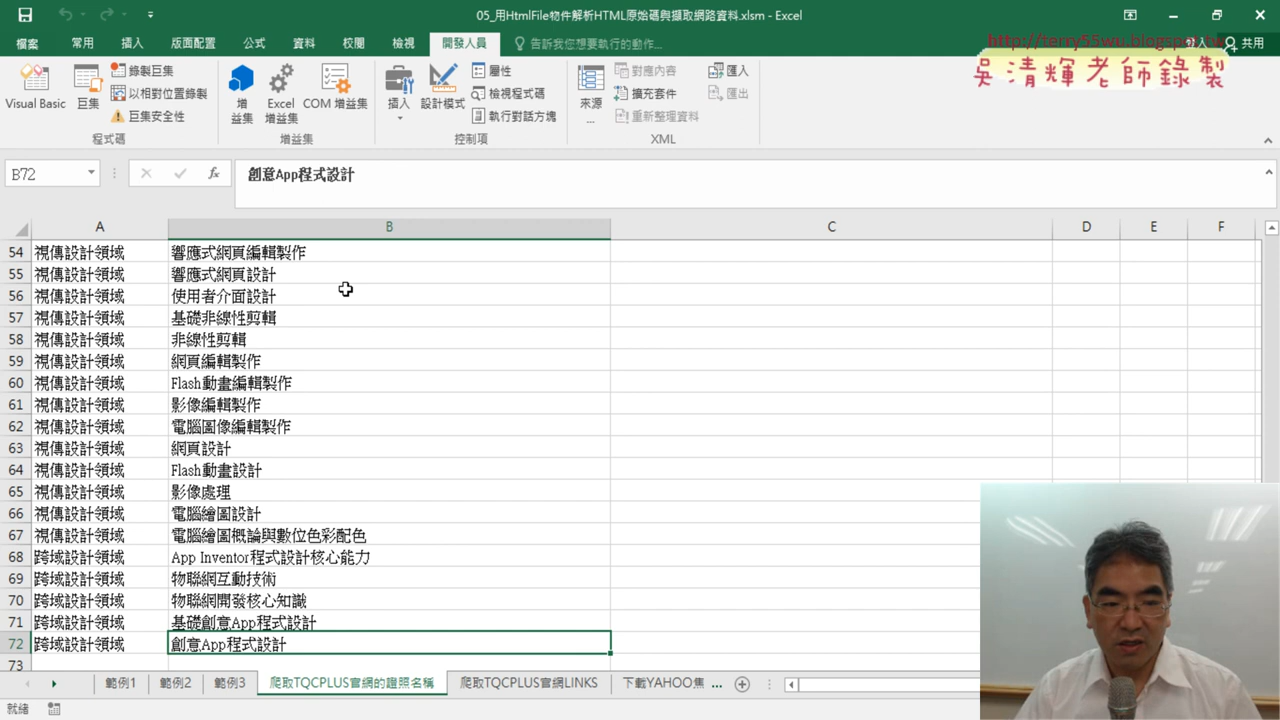 05_用HtmlFile物件解析HTML原始碼與擷取網路資料.xlsm - Excel
檔案 常用 插入 版面配置 公式 資料 校閱 檢視 開發人員 告訴我您想要執行的動作... 共用
http://terry55wu.blogspot.tw
吳清輝老師錄製
Visual Basic 巨集 錄製巨集 以相對位置錄製 巨集安全性 程式碼
增益集 Excel 增益集 COM 增益集 增益集
插入 設計模式 屬性 檢視程式碼 執行對話方塊 控制項
來源 ... 對應內容 擴充套件 重新整理資料 匯入 匯出 XML
B72 fx 創意App程式設計
A B C D E F
54 視傳設計領域 響應式網頁編輯製作
55 視傳設計領域 響應式網頁設計
56 視傳設計領域 使用者介面設計
57 視傳設計領域 基礎非線性剪輯
58 視傳設計領域 非線性剪輯
59 視傳設計領域 網頁編輯製作
60 視傳設計領域 Flash動畫編輯製作
61 視傳設計領域 影像編輯製作
62 視傳設計領域 電腦圖像編輯製作
63 視傳設計領域 網頁設計
64 視傳設計領域 Flash動畫設計
65 視傳設計領域 影像處理
66 視傳設計領域 電腦繪圖設計
67 視傳設計領域 電腦繪圖概論與數位色彩配色
68 跨域設計領域 App Inventor程式設計核心能力
69 跨域設計領域 物聯網互動技術
70 跨域設計領域 物聯網開發核心知識
71 跨域設計領域 基礎創意App程式設計
72 跨域設計領域 創意App程式設計
73
範例1 範例2 範例3 爬取TQCPLUS官網的證照名稱 爬取TQCPLUS官網LINKS 下載YAHOO焦 ...
就緒